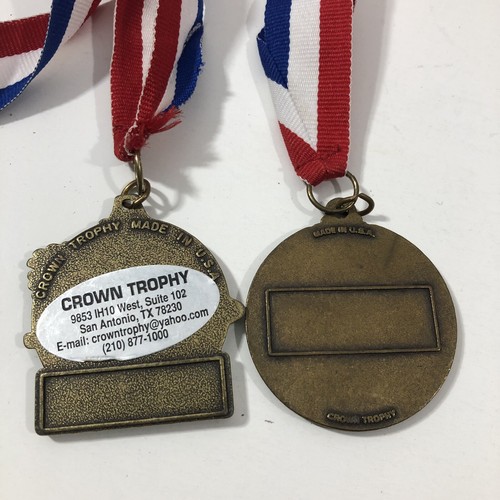 CROWN TROPHY MADE IN U.S.A.
CROWN TROPHY
9853 IH10 West, Suite 102
San Antonio, TX 78230
E-mail: crowntrophy@yahoo.com
(210) 877-1000
MADE IN U.S.A.
CROWN TROPHY